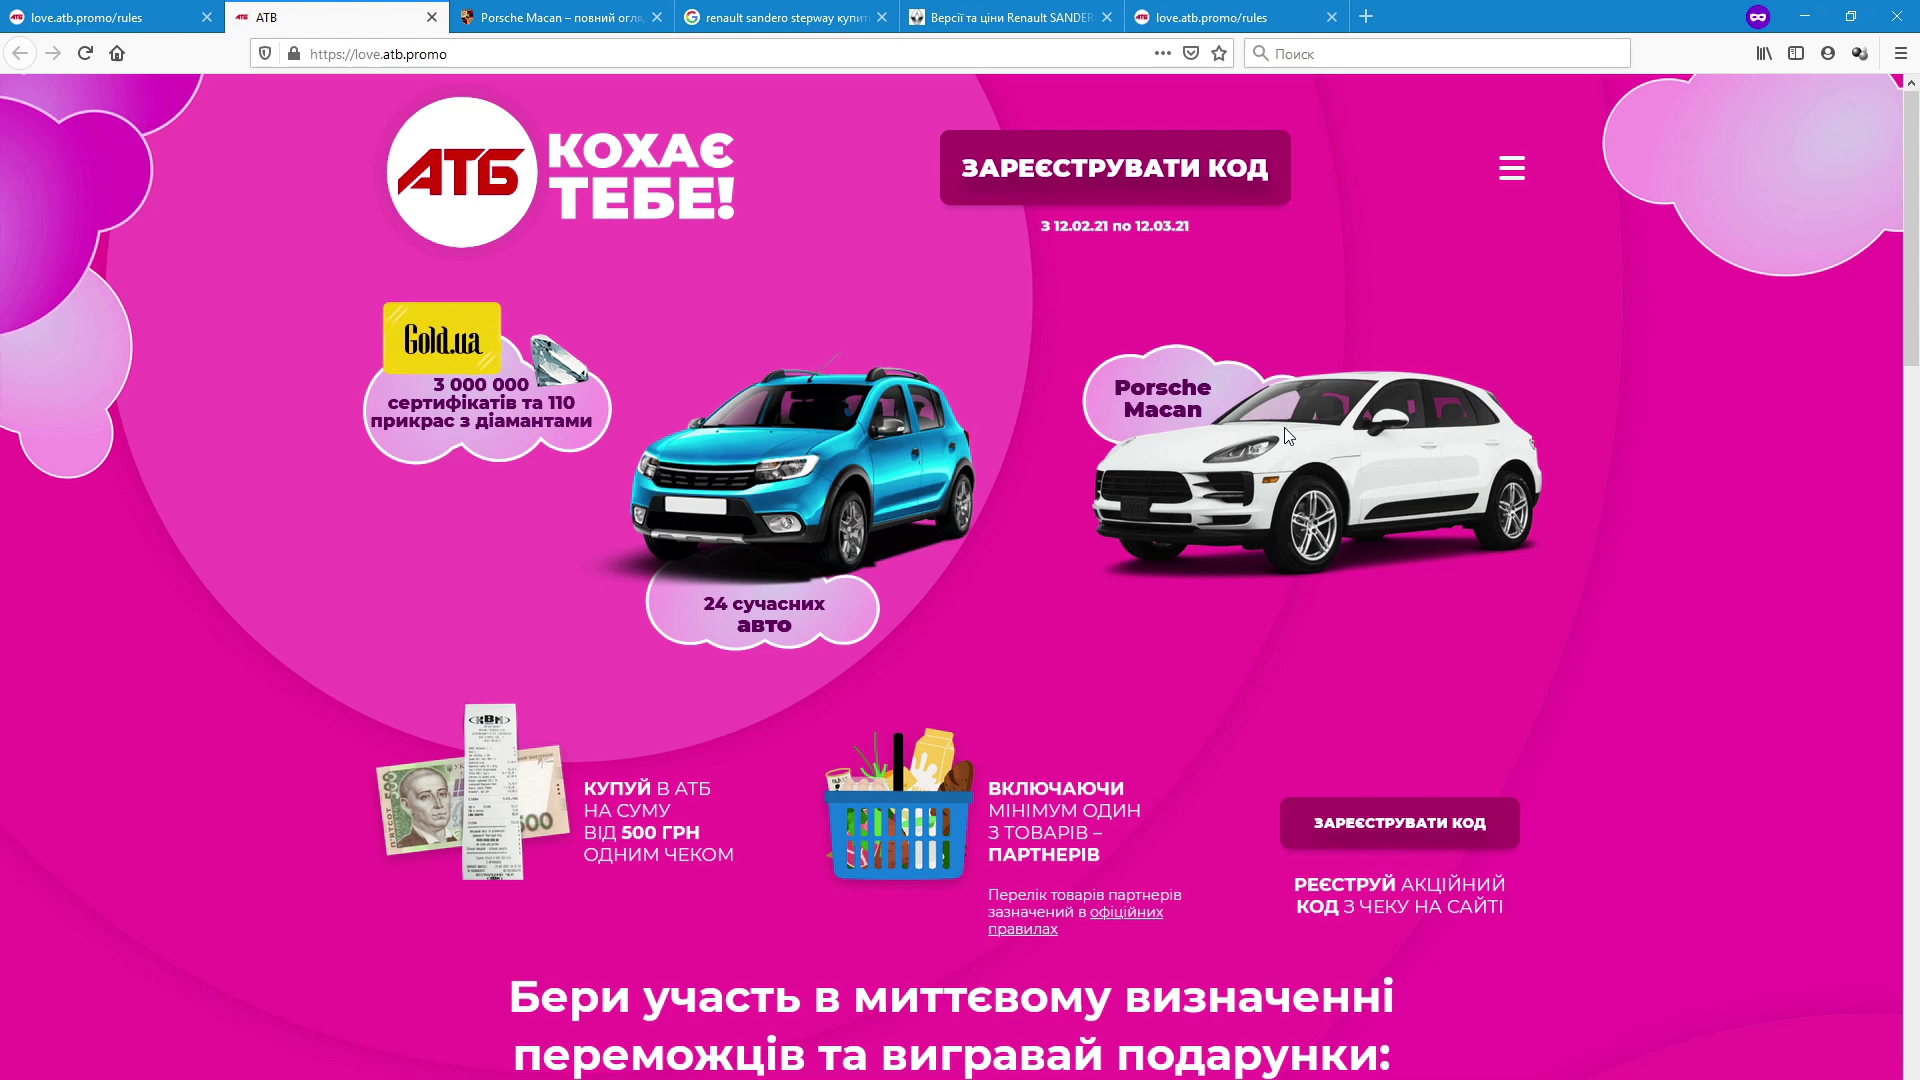 love.atb.promo/rules
АТВ
Porsche Macan – повний огля
renault sandero stepway купит
Версії та ціни Renault SANDER
love.atb.promo/rules
https://love.atb.promo
Поиск
АТБ
КОХАЄ
ТЕБЕ!
ЗАРЕЄСТРУВАТИ КОД
З 12.02.21 по 12.03.21
Gold.ua
3 000 000
сертифікатів та 110
прикрас з діамантами
Porsche
Macan
24 сучасних
авто
КВМ
500
КУПУЙ В АТБ
НА СУМУ
ВІД 500 ГРН
ОДНИМ ЧЕКОМ
ВКЛЮЧАЮЧИ
МІНІМУМ ОДИН
З ТОВАРІВ –
ПАРТНЕРІВ
Перелік товарів партнерів
зазначений в офіційних
правилах
ЗАРЕЄСТРУВАТИ КОД
РЕЄСТРУЙ АКЦІЙНИЙ
КОД З ЧЕКУ НА САЙТІ
Бери участь в миттєвому визначенні
переможців та вигравай подарунки: